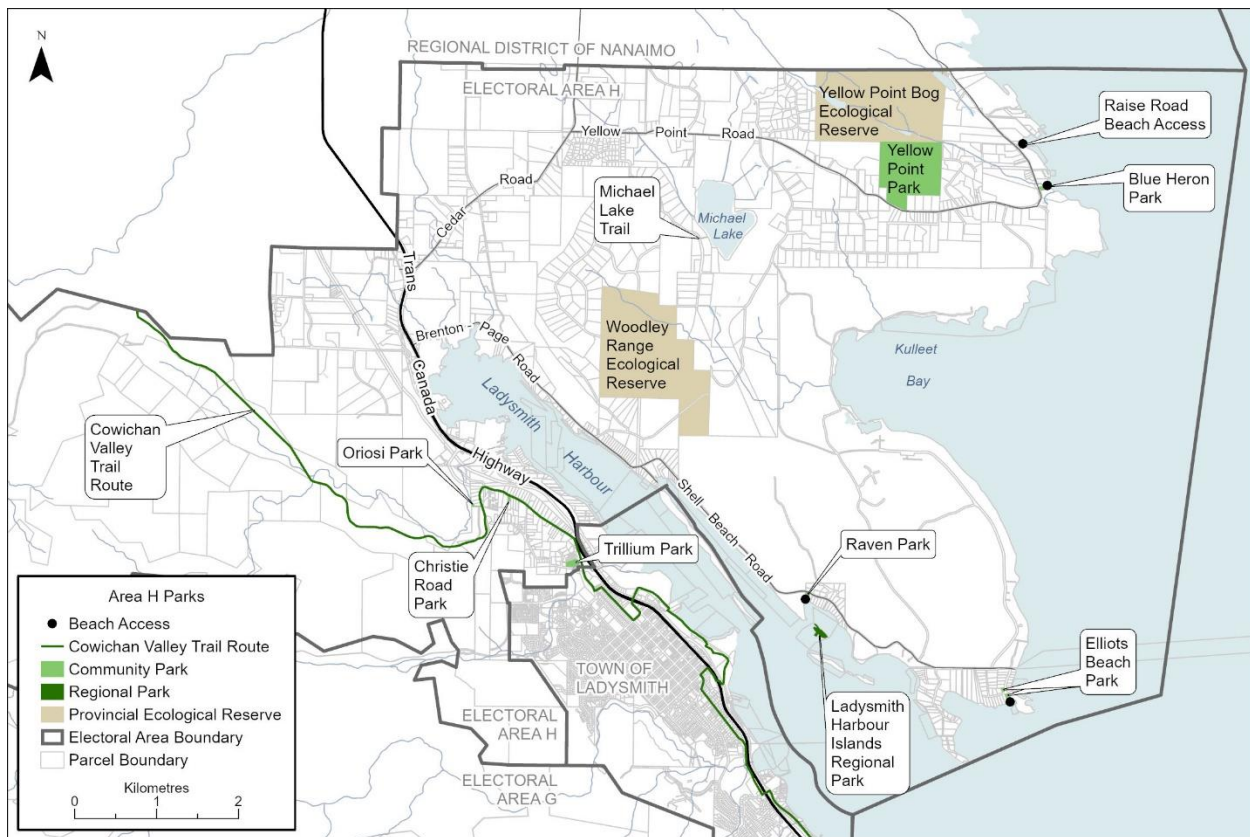 N
REGIONAL DISTRICT OF NANAIMO
ELECTORAL AREA H
Yellow Point Bog
Ecological
Reserve
Raise Road
Beach Access
Yellow Point Road
Yellow
Point
Park
Cedar Road
Michael
Lake
Trail
Michael
Lake
Blue Heron
Park
Trans Canada Highway
Brenton - Page Road
Woodley
Range
Ecological
Reserve
Kulleet
Bay
Ladysmith Harbour
Cowichan
Valley
Trail
Route
Oriosi Park
Shell Beach Road
Christie
Road
Park
Trillium Park
Raven Park
Elliots
Beach
Park
TOWN OF
LADYSMITH
Ladysmith
Harbour
Islands
Regional
Park
ELECTORAL
AREA H
ELECTORAL
AREA G
Area H Parks
Beach Access
Cowichan Valley Trail Route
Community Park
Regional Park
Provincial Ecological Reserve
Electoral Area Boundary
Parcel Boundary
Kilometres
0 1 2